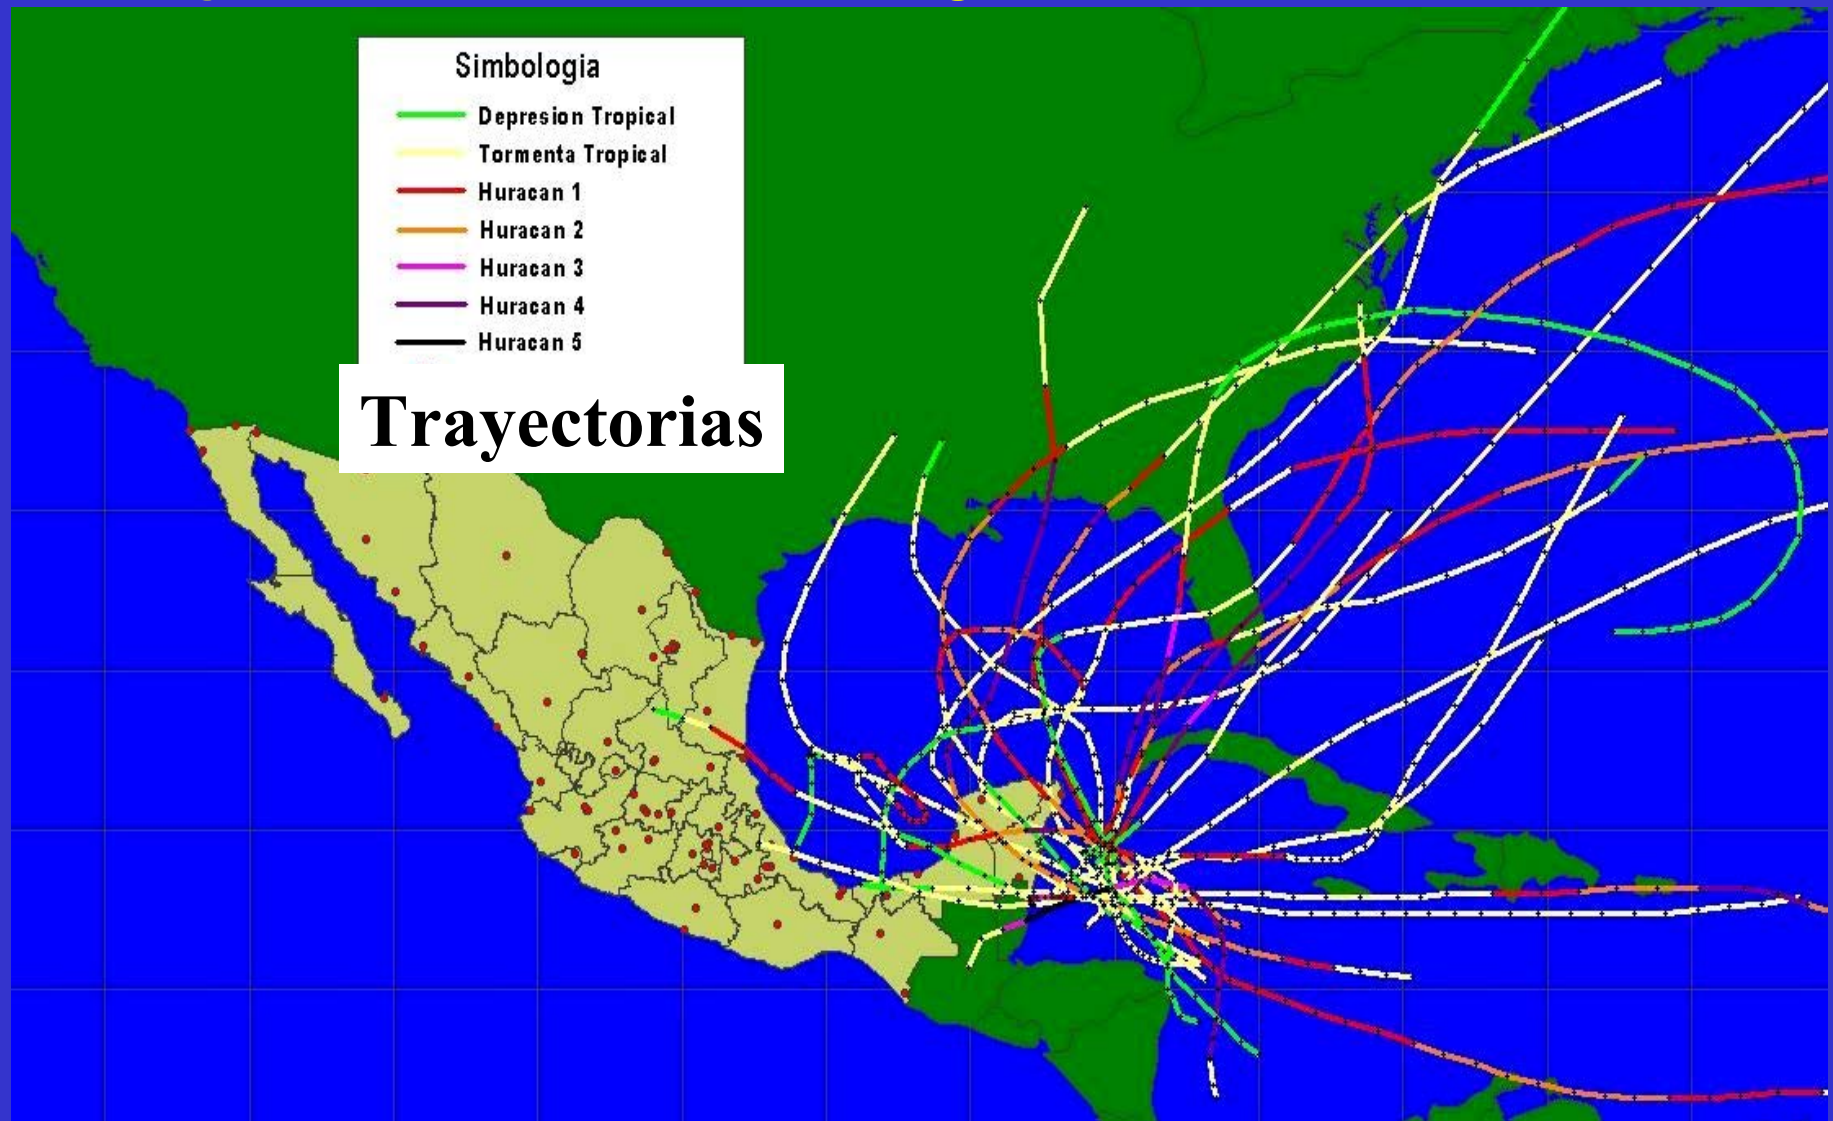 Simbologia
Depresion Tropical
Tormenta Tropical
Huracan 1
Huracan 2
Huracan 3
Huracan 4
Huracan 5
Trayectorias